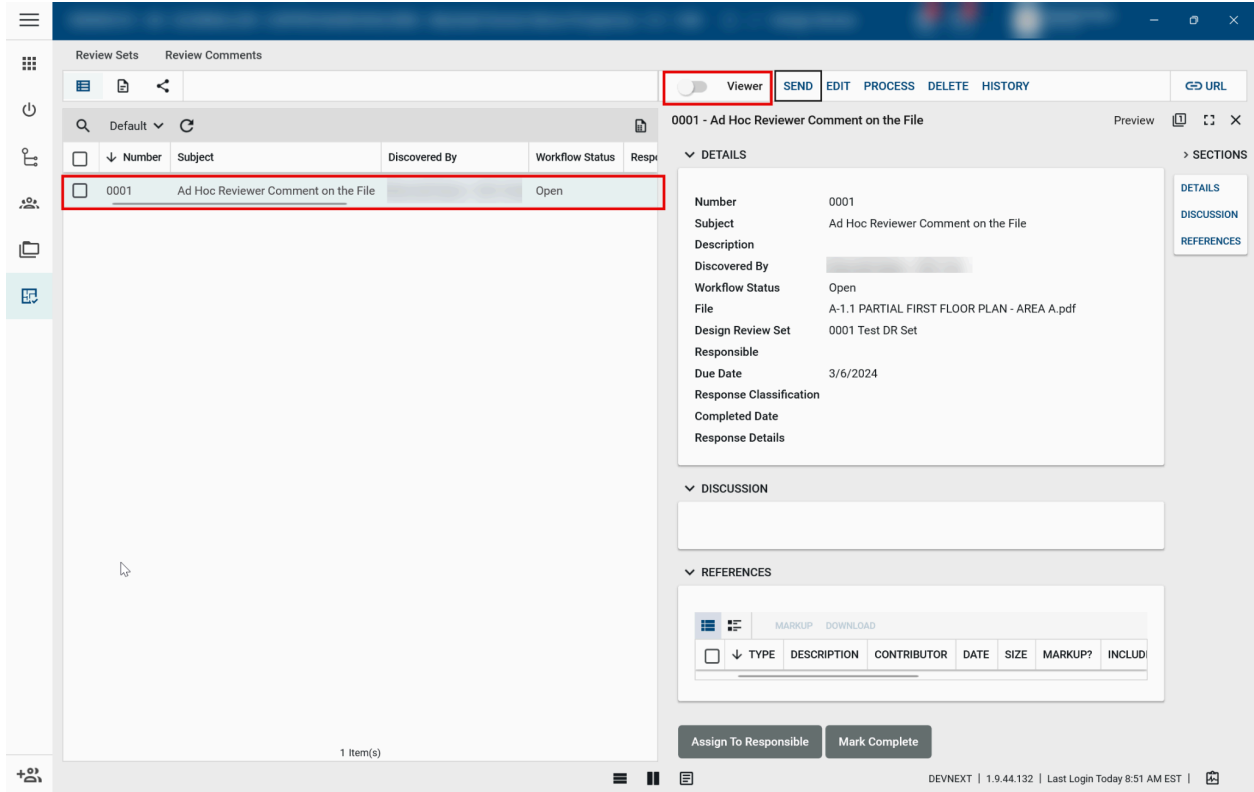 Review Sets Review Comments
Viewer SEND EDIT PROCESS DELETE HISTORY URL
Default
0001 - Ad Hoc Reviewer Comment on the File Preview
Number Subject Discovered By Workflow Status Respo
0001 Ad Hoc Reviewer Comment on the File Open
DETAILS
Number 0001
Subject Ad Hoc Reviewer Comment on the File
Description
Discovered By
Workflow Status Open
File A-1.1 PARTIAL FIRST FLOOR PLAN - AREA A.pdf
Design Review Set 0001 Test DR Set
Responsible
Due Date 3/6/2024
Response Classification
Completed Date
Response Details
> SECTIONS
DETAILS
DISCUSSION
REFERENCES
DISCUSSION
REFERENCES
MARKUP DOWNLOAD
TYPE DESCRIPTION CONTRIBUTOR DATE SIZE MARKUP? INCLUDI
Assign To Responsible Mark Complete
1 Item(s)
DEVNEXT | 1.9.44.132 | Last Login Today 8:51 AM EST |